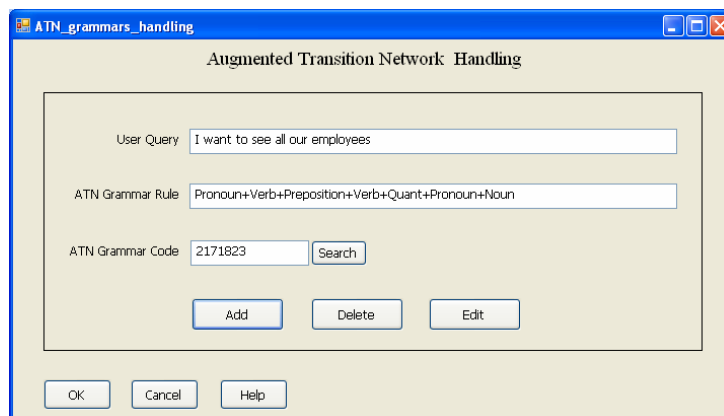 ATN_grammars_handling
Augmented Transition Network Handling
User Query I want to see all our employees
ATN Grammar Rule Pronoun+Verb+Preposition+Verb+Quant+Pronoun+Noun
ATN Grammar Code 2171823 Search
Add Delete Edit
OK Cancel Help